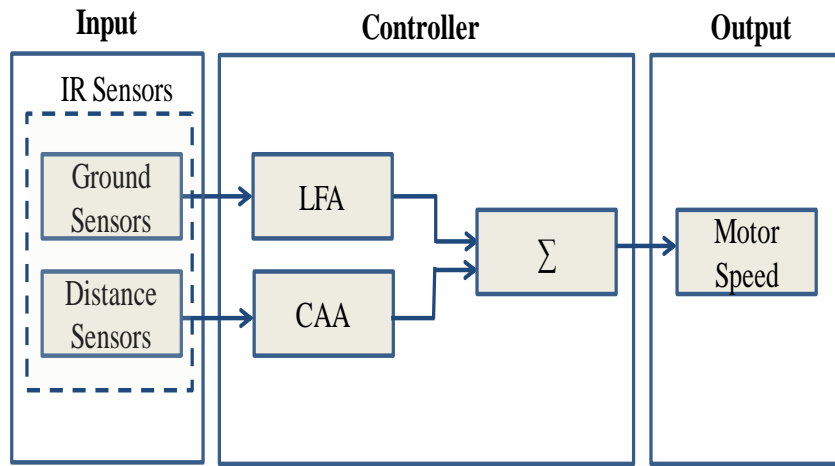 Input
Controller
Output
IR Sensors
Ground
Sensors
LFA
∑
Motor
Speed
Distance
Sensors
CAA